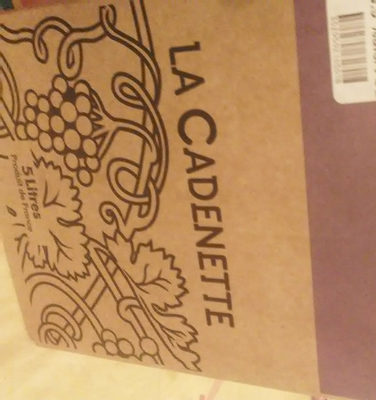 LA CADENETTE
5 Litres
Produit de France